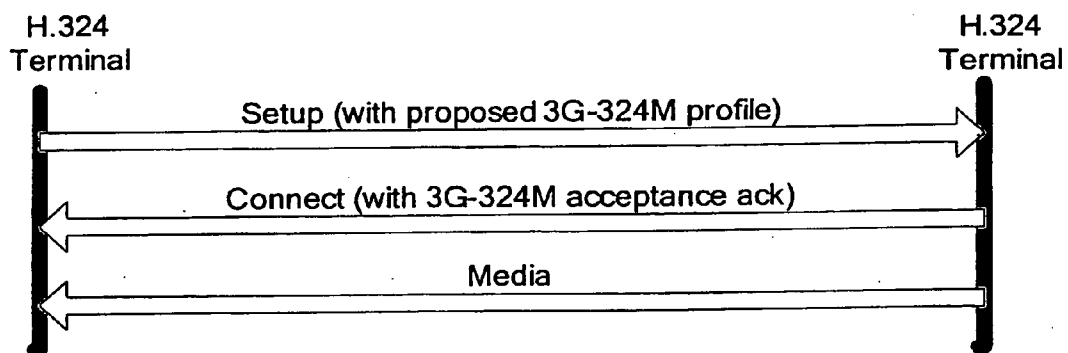 H.324
Terminal
H.324
Terminal
Setup (with proposed 3G-324M profile)
Connect (with 3G-324M acceptance ack)
Media